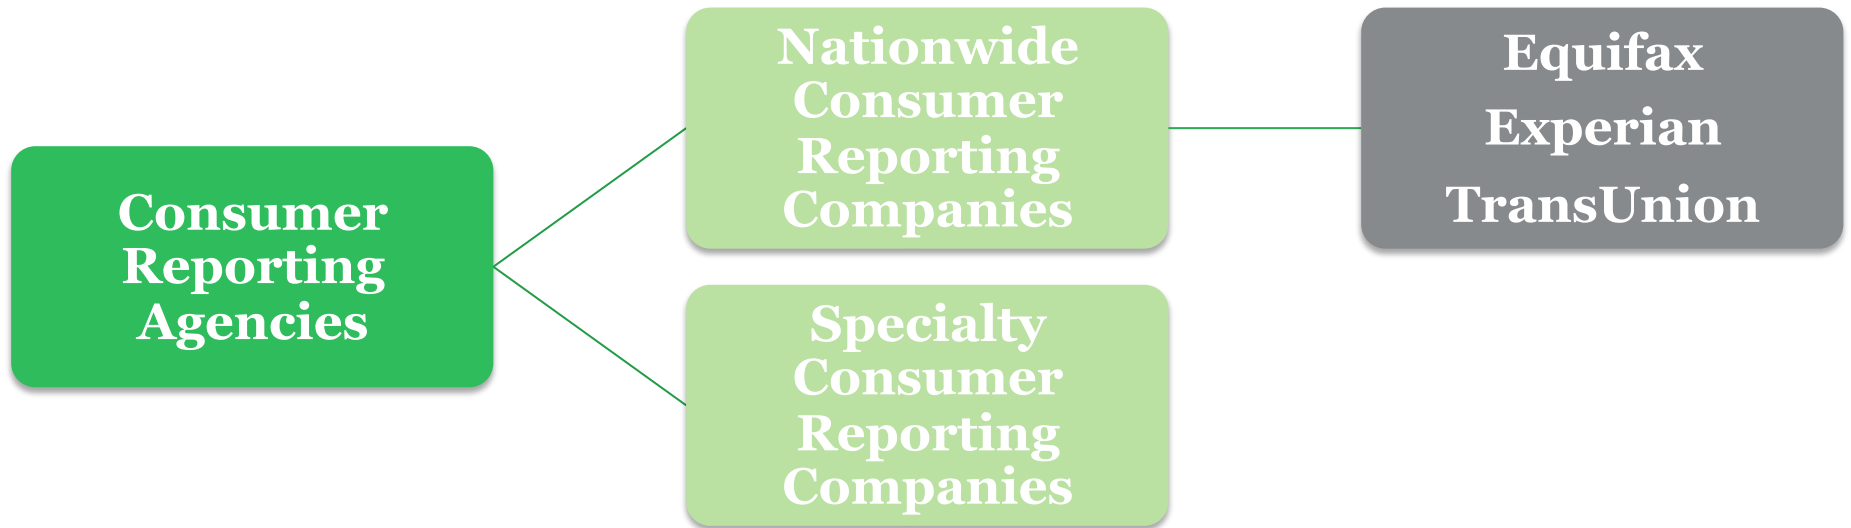 Consumer
Reporting
Agencies
Nationwide
Consumer
Reporting
Companies
Equifax
Experian
TransUnion
Specialty
Consumer
Reporting
Companies